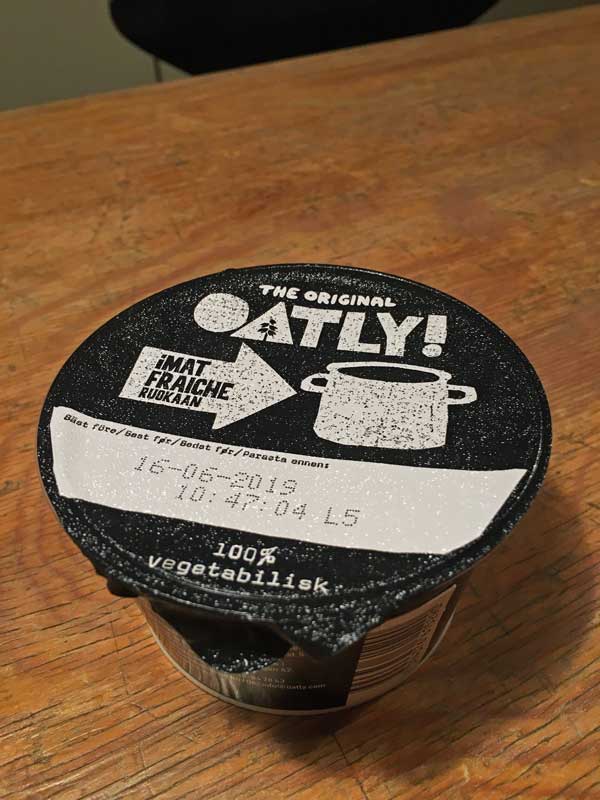 THE ORIGINAL
OATLY!
iMAT
FRAICHE
RUOKAAN
Bäst före/Best før/Bedst før/Parasta ennen:
16-06-2019
10:47:04 L5
100%
vegetabilisk